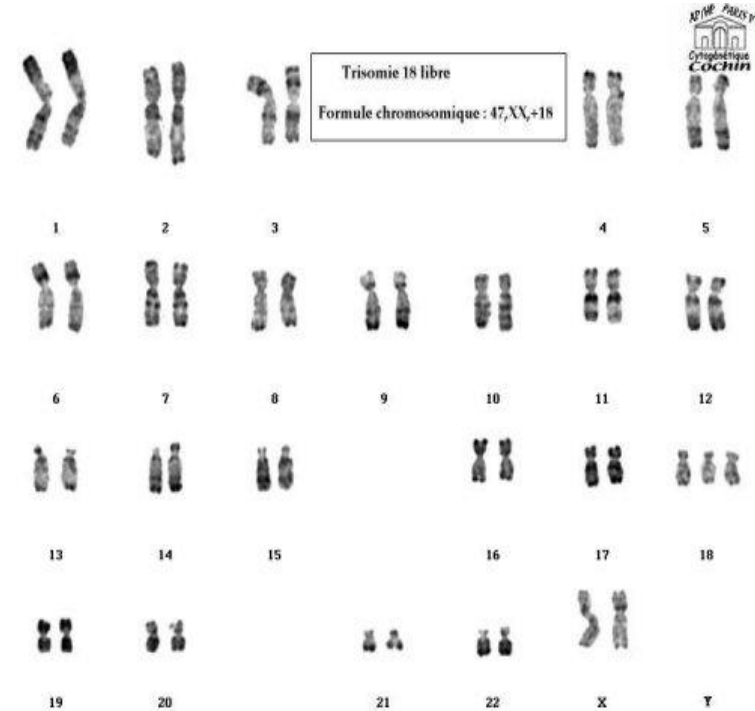 AP/HP PARIS V
Cytogénétique
Cochin
Trisomie 18 libre
Formule chromosomique : 47,XX,+18
1 2 3 4 5
6 7 8 9 10 11 12
13 14 15 16 17 18
19 20 21 22 X Y